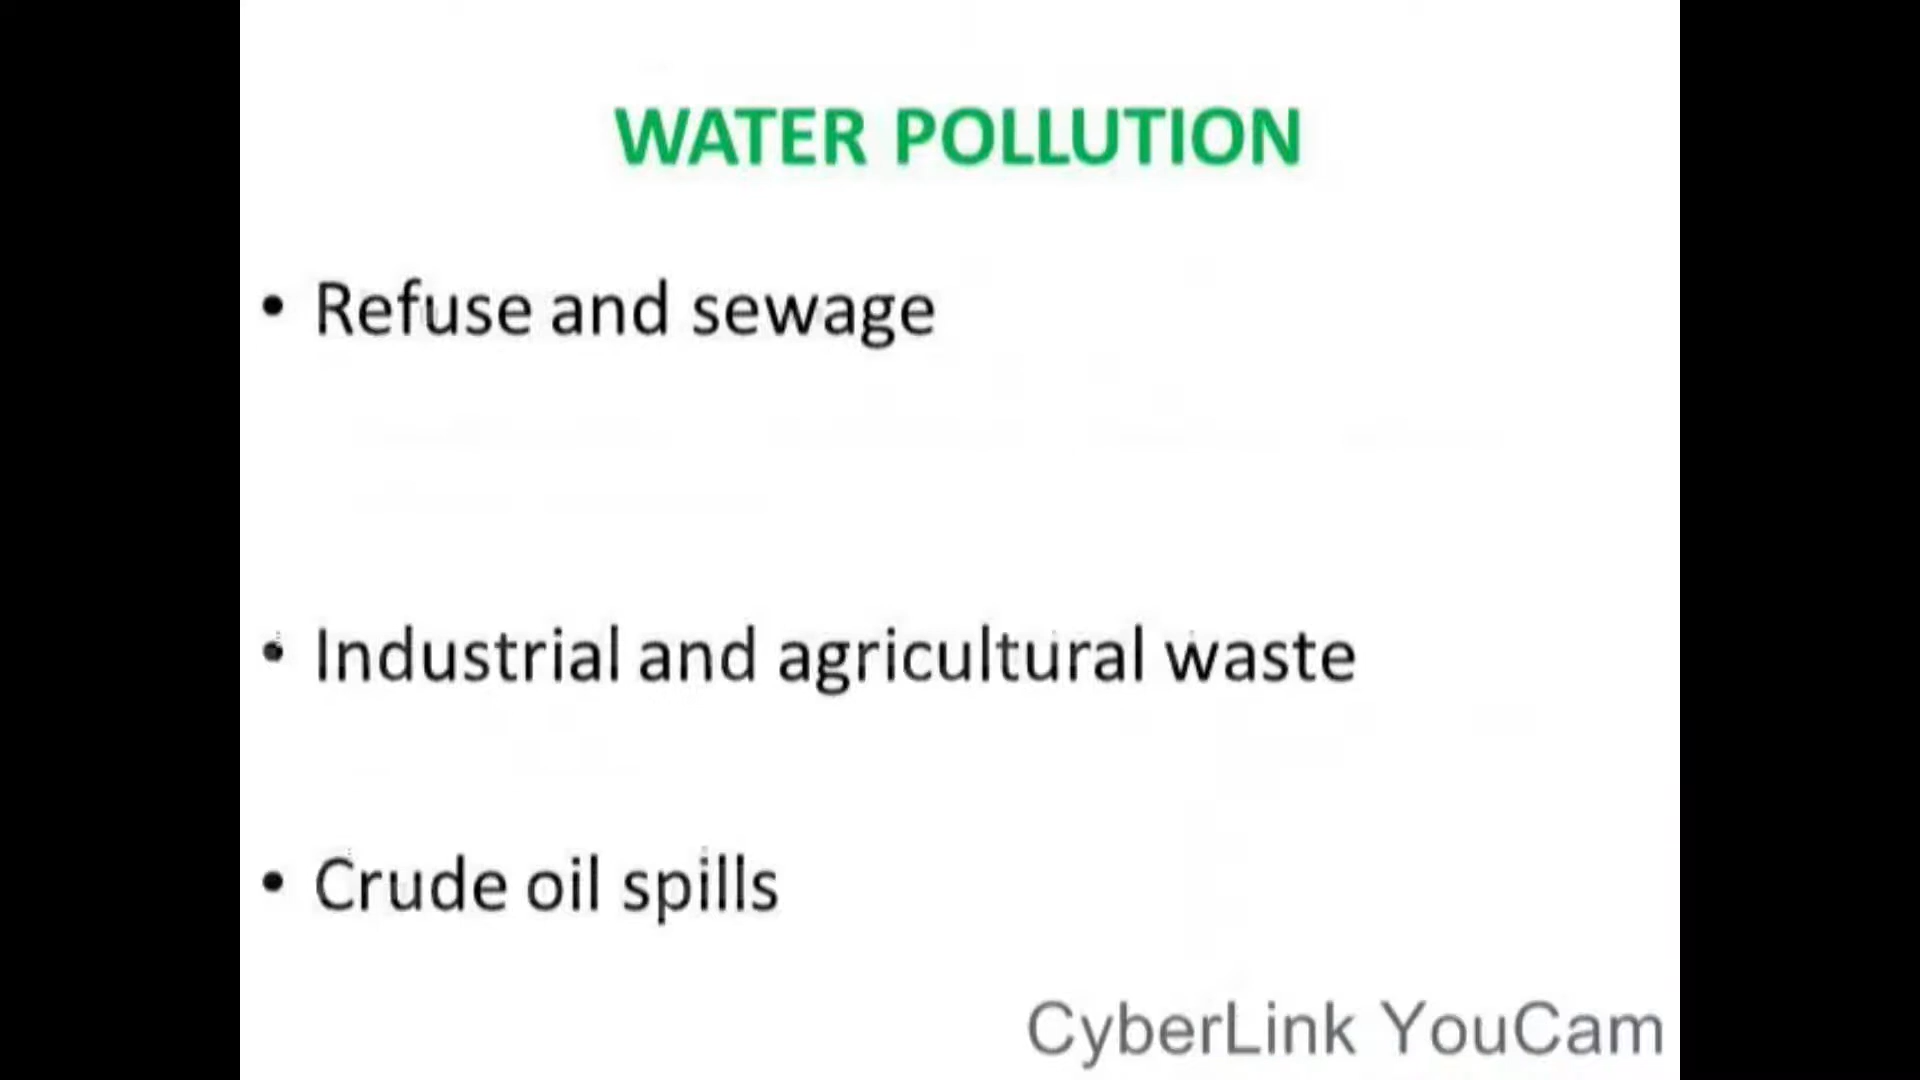 WATER POLLUTION
• Refuse and sewage
• Industrial and agricultural waste
• Crude oil spills
CyberLink YouCam